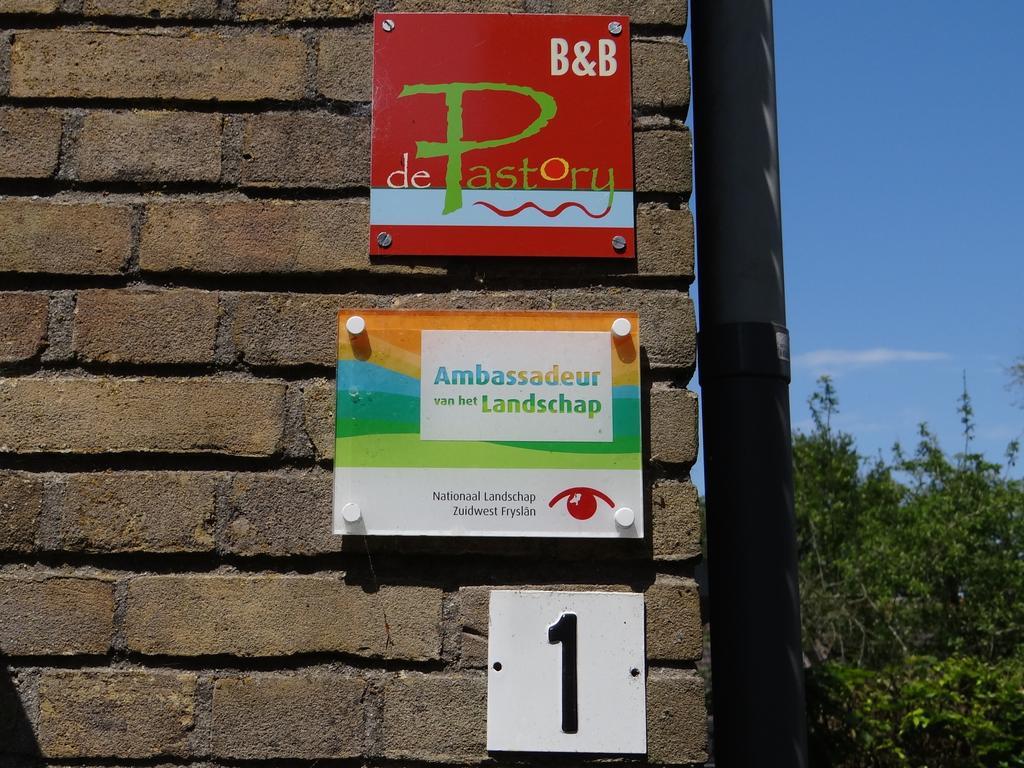 B&B
de Pastory
Ambassadeur
van het Landschap
Nationaal Landschap
Zuidwest Fryslân
1